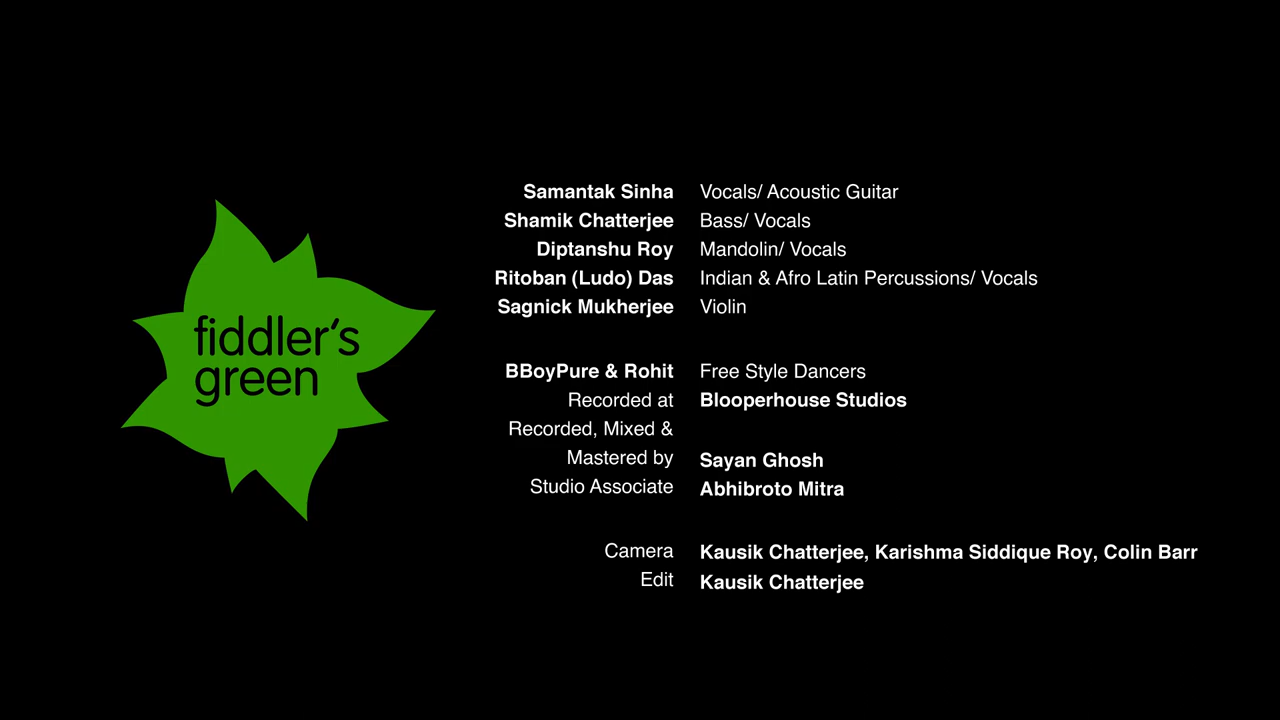 fiddler's
green
Samantak Sinha Vocals/ Acoustic Guitar
Shamik Chatterjee Bass/ Vocals
Diptanshu Roy Mandolin/ Vocals
Ritoban (Ludo) Das Indian & Afro Latin Percussions/ Vocals
Sagnick Mukherjee Violin
BBoyPure & Rohit Free Style Dancers
Recorded at Blooperhouse Studios
Recorded, Mixed &
Mastered by Sayan Ghosh
Studio Associate Abhibroto Mitra
Camera Kausik Chatterjee, Karishma Siddique Roy, Colin Barr
Edit Kausik Chatterjee